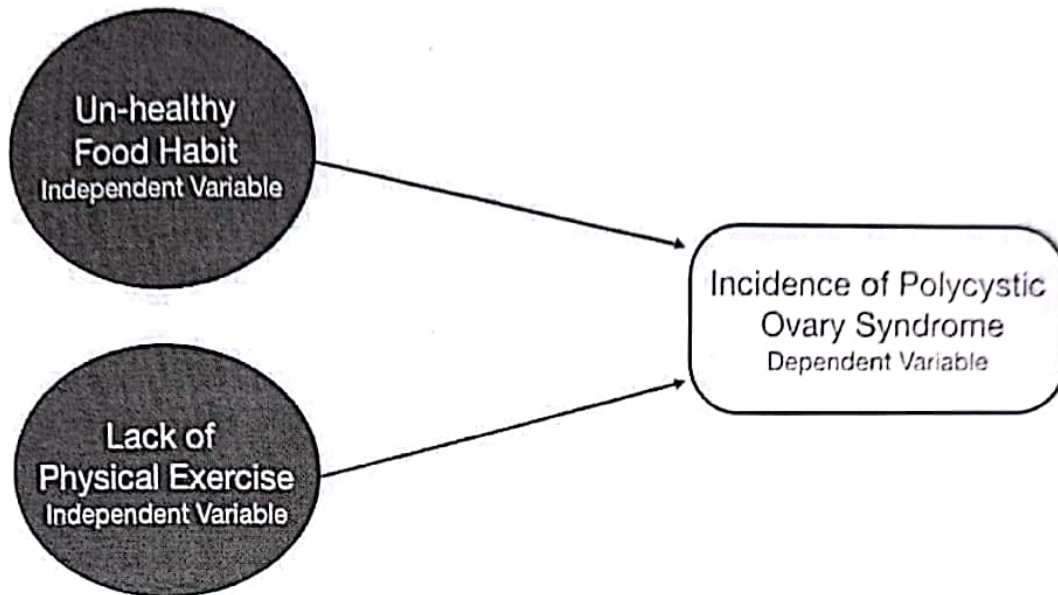 Un-healthy
Food Habit
Independent Variable
Lack of
Physical Exercise
Independent Variable
Incidence of Polycystic
Ovary Syndrome
Dependent Variable